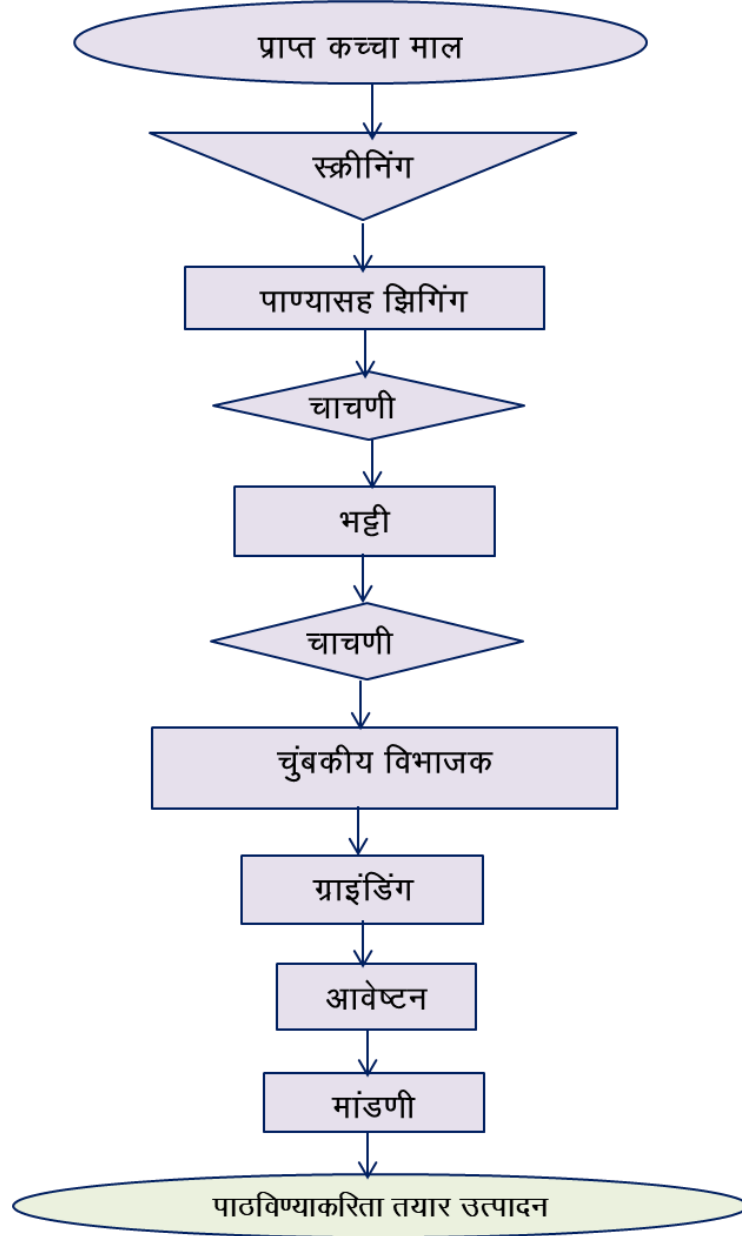 प्राप्त कच्चा माल
स्क्रीनिंग
पाण्यासह झिगिंग
चाचणी
भट्टी
चाचणी
चुंबकीय विभाजक
ग्राइंडिंग
आवेष्टन
मांडणी
पाठविण्याकरिता तयार उत्पादन